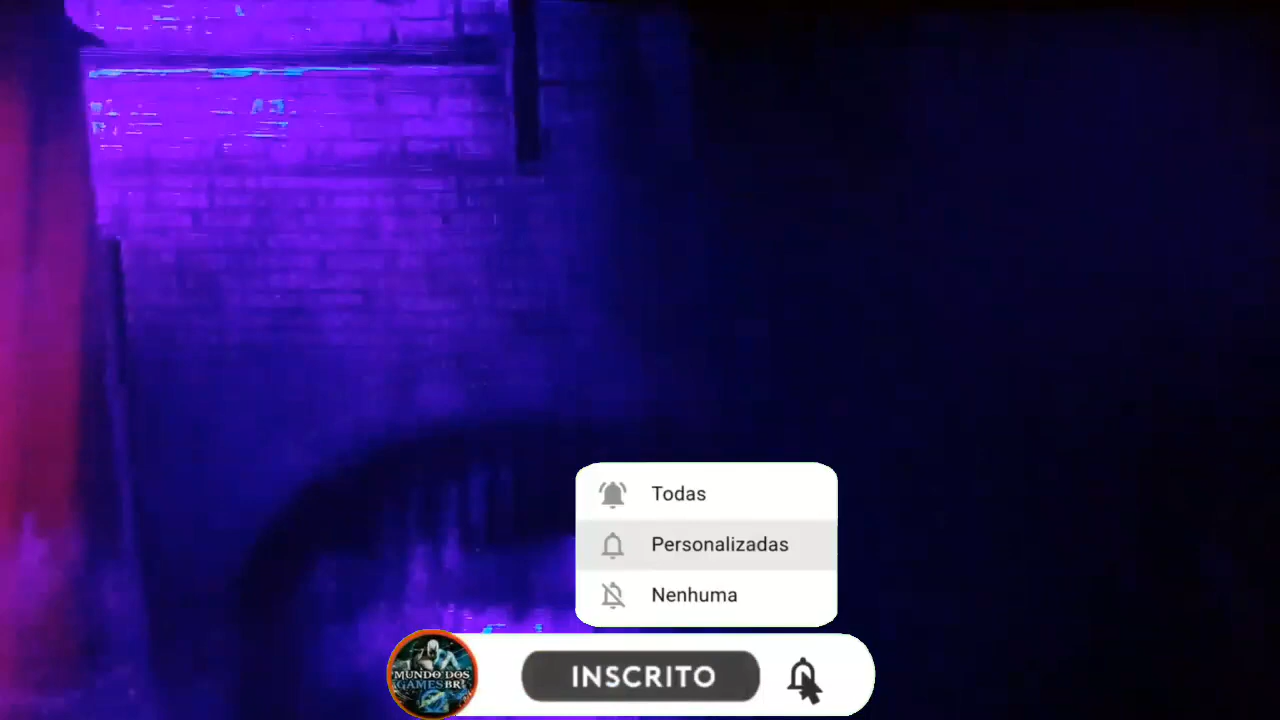 Todas
Personalizadas
Nenhuma
MUNDO DOS
GAMES BR
INSCRITO